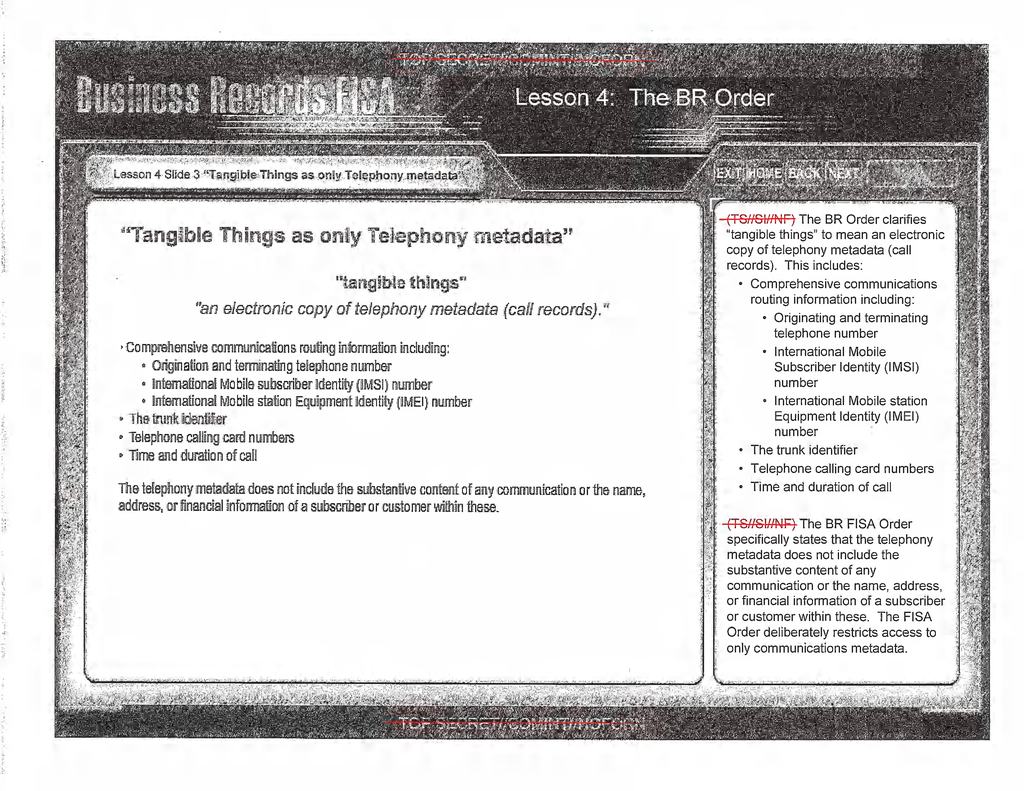 TOP SECRET//COMINT//NOFORN
Business Records FISA
Lesson 4: The BR Order
Lesson 4 Slide 3 "Tangible Things as only Telephony metadata"
EXIT HOME BACK NEXT
"Tangible Things as only Telephony metadata"
"tangible things"
"an electronic copy of telephony metadata (call records)."
• Comprehensive communications routing information including:
• Origination and terminating telephone number
• International Mobile subscriber Identity (IMSI) number
• International Mobile station Equipment Identity (IMEI) number
• The trunk identifier
• Telephone calling card numbers
• Time and duration of call
The telephony metadata does not include the substantive content of any communication or the name,
address, or financial information of a subscriber or customer within these.
(TS//SI//NF) The BR Order clarifies
"tangible things" to mean an electronic
copy of telephony metadata (call
records). This includes:
• Comprehensive communications
routing information including:
• Originating and terminating
telephone number
• International Mobile
Subscriber Identity (IMSI)
number
• International Mobile station
Equipment Identity (IMEI)
number
• The trunk identifier
• Telephone calling card numbers
• Time and duration of call
(TS//SI//NF) The BR FISA Order
specifically states that the telephony
metadata does not include the
substantive content of any
communication or the name, address,
or financial information of a subscriber
or customer within these. The FISA
Order deliberately restricts access to
only communications metadata.
TOP SECRET//COMINT//NOFORN